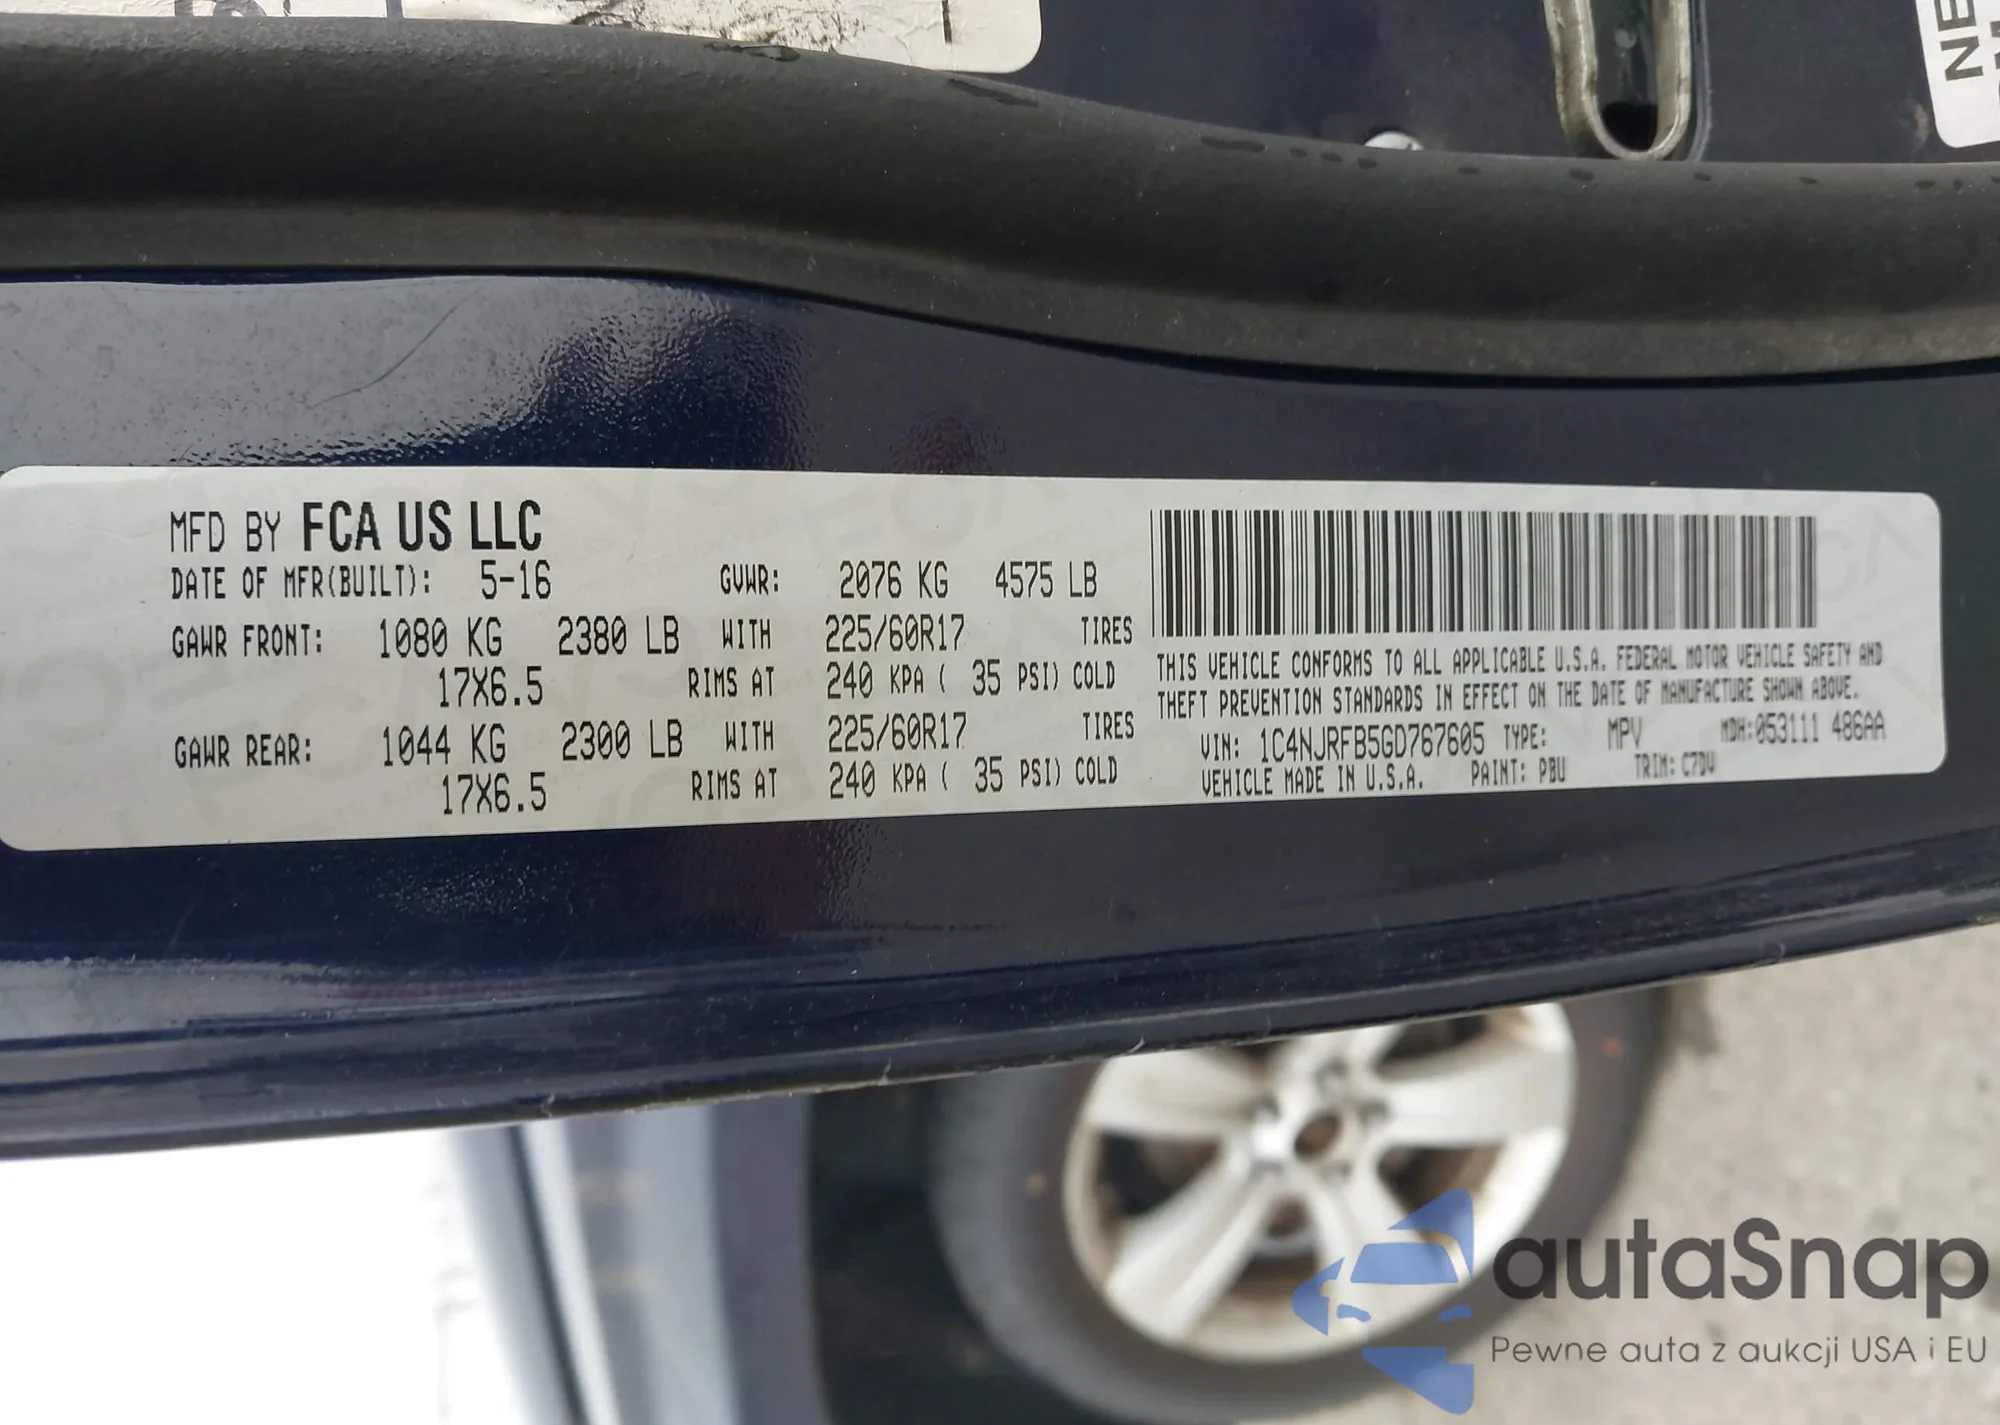 NE
MFD BY FCA US LLC
DATE OF MFR(BUILT): 5-16 GVWR: 2076 KG 4575 LB
GAWR FRONT: 1080 KG 2380 LB WITH 225/60R17 TIRES
17X6.5 RIMS AT 240 KPA ( 35 PSI) COLD
GAWR REAR: 1044 KG 2300 LB WITH 225/60R17 TIRES
17X6.5 RIMS AT 240 KPA ( 35 PSI) COLD
THIS VEHICLE CONFORMS TO ALL APPLICABLE U.S.A. FEDERAL MOTOR VEHICLE SAFETY AND
THEFT PREVENTION STANDARDS IN EFFECT ON THE DATE OF MANUFACTURE SHOWN ABOVE.
VIN: 1C4NJRFB5GD767605 TYPE: MPV MDH:053111 486AA
VEHICLE MADE IN U.S.A. PAINT: PBU TRIM: C7DV
autaSnap
Pewne auta z aukcji USA i EU